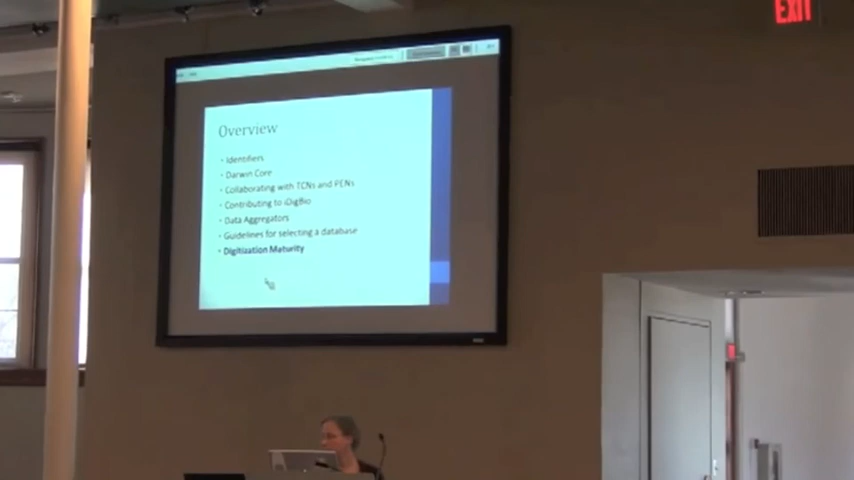 EXIT
Overview
• Identifiers
• Darwin Core
• Collaborating with TCNs and PENs
• Contributing to iDigBio
• Data Aggregators
• Guidelines for selecting a database
• Digitization Maturity